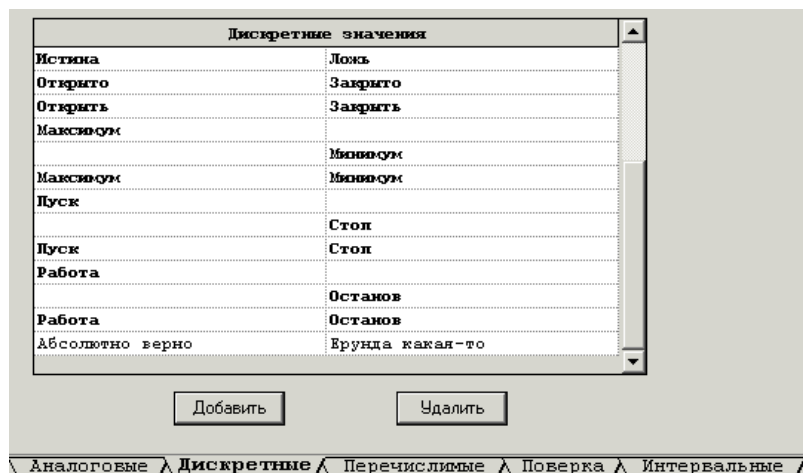 Дискретные значения
Истина Ложь
Открыто Закрыто
Открыть Закрыть
Максимум
Минимум
Максимум Минимум
Пуск
Стоп
Пуск Стоп
Работа
Останов
Работа Останов
Абсолютно верно Ерунда какая-то
Добавить Удалить
Аналоговые Дискретные Перечислимые Поверка Интервальные